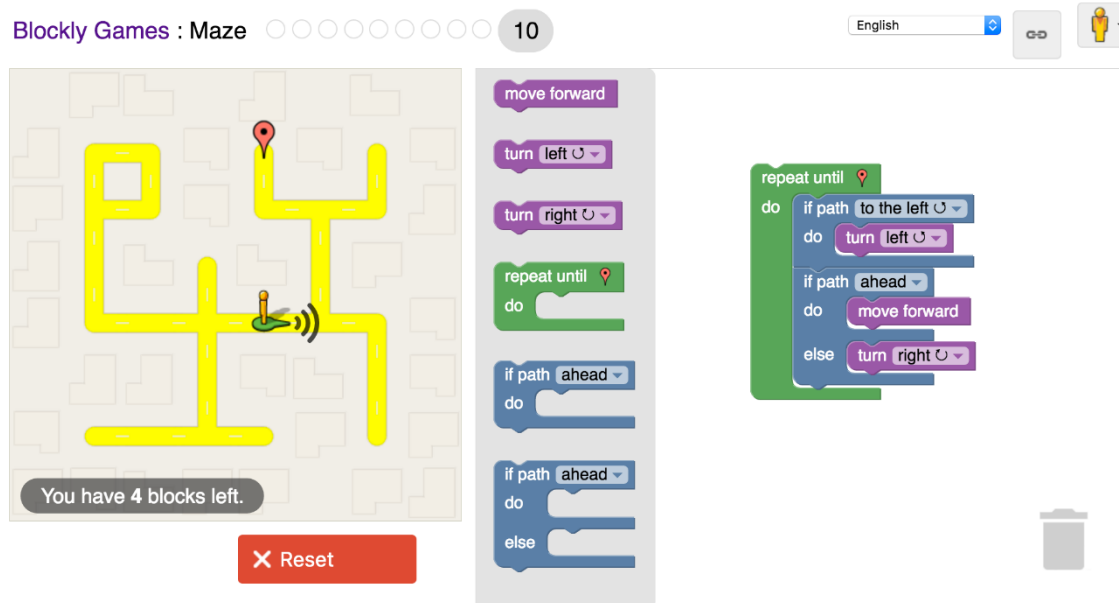 Blockly Games : Maze
10
English
You have 4 blocks left.
Reset
move forward
turn left
turn right
repeat until
do
if path ahead
do
if path ahead
do
else
repeat until
do
if path to the left
do
turn left
if path ahead
do
move forward
else
turn right